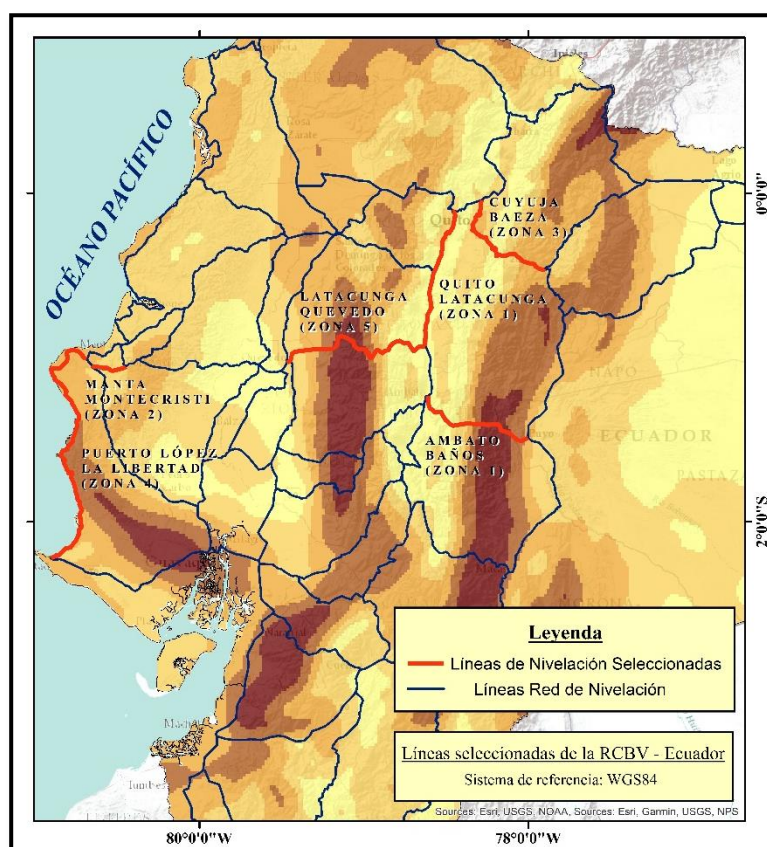 OCÉANO PACÍFICO
0°0'0"
Quito
CUYUJA
BAEZA
(ZONA 3)
LATACUNGA
QUEVEDO
(ZONA 5)
QUITO
LATACUNGA
(ZONA 1)
NAPO
MANTA
MONTECRISTI
(ZONA 2)
PUERTO LÓPEZ
LA LIBERTAD
(ZONA 4)
AMBATO
BAÑOS
(ZONA 1)
ECUADOR
PASTAZ
2°0'0"S
Naranjal
Leyenda
Líneas de Nivelación Seleccionadas
Líneas Red de Nivelación
Líneas seleccionadas de la RCBV - Ecuador
Sistema de referencia: WGS84
Tumbes
Sources: Esri, USGS, NOAA, Sources: Esri, Garmin, USGS, NPS
80°0'0"W
78°0'0"W